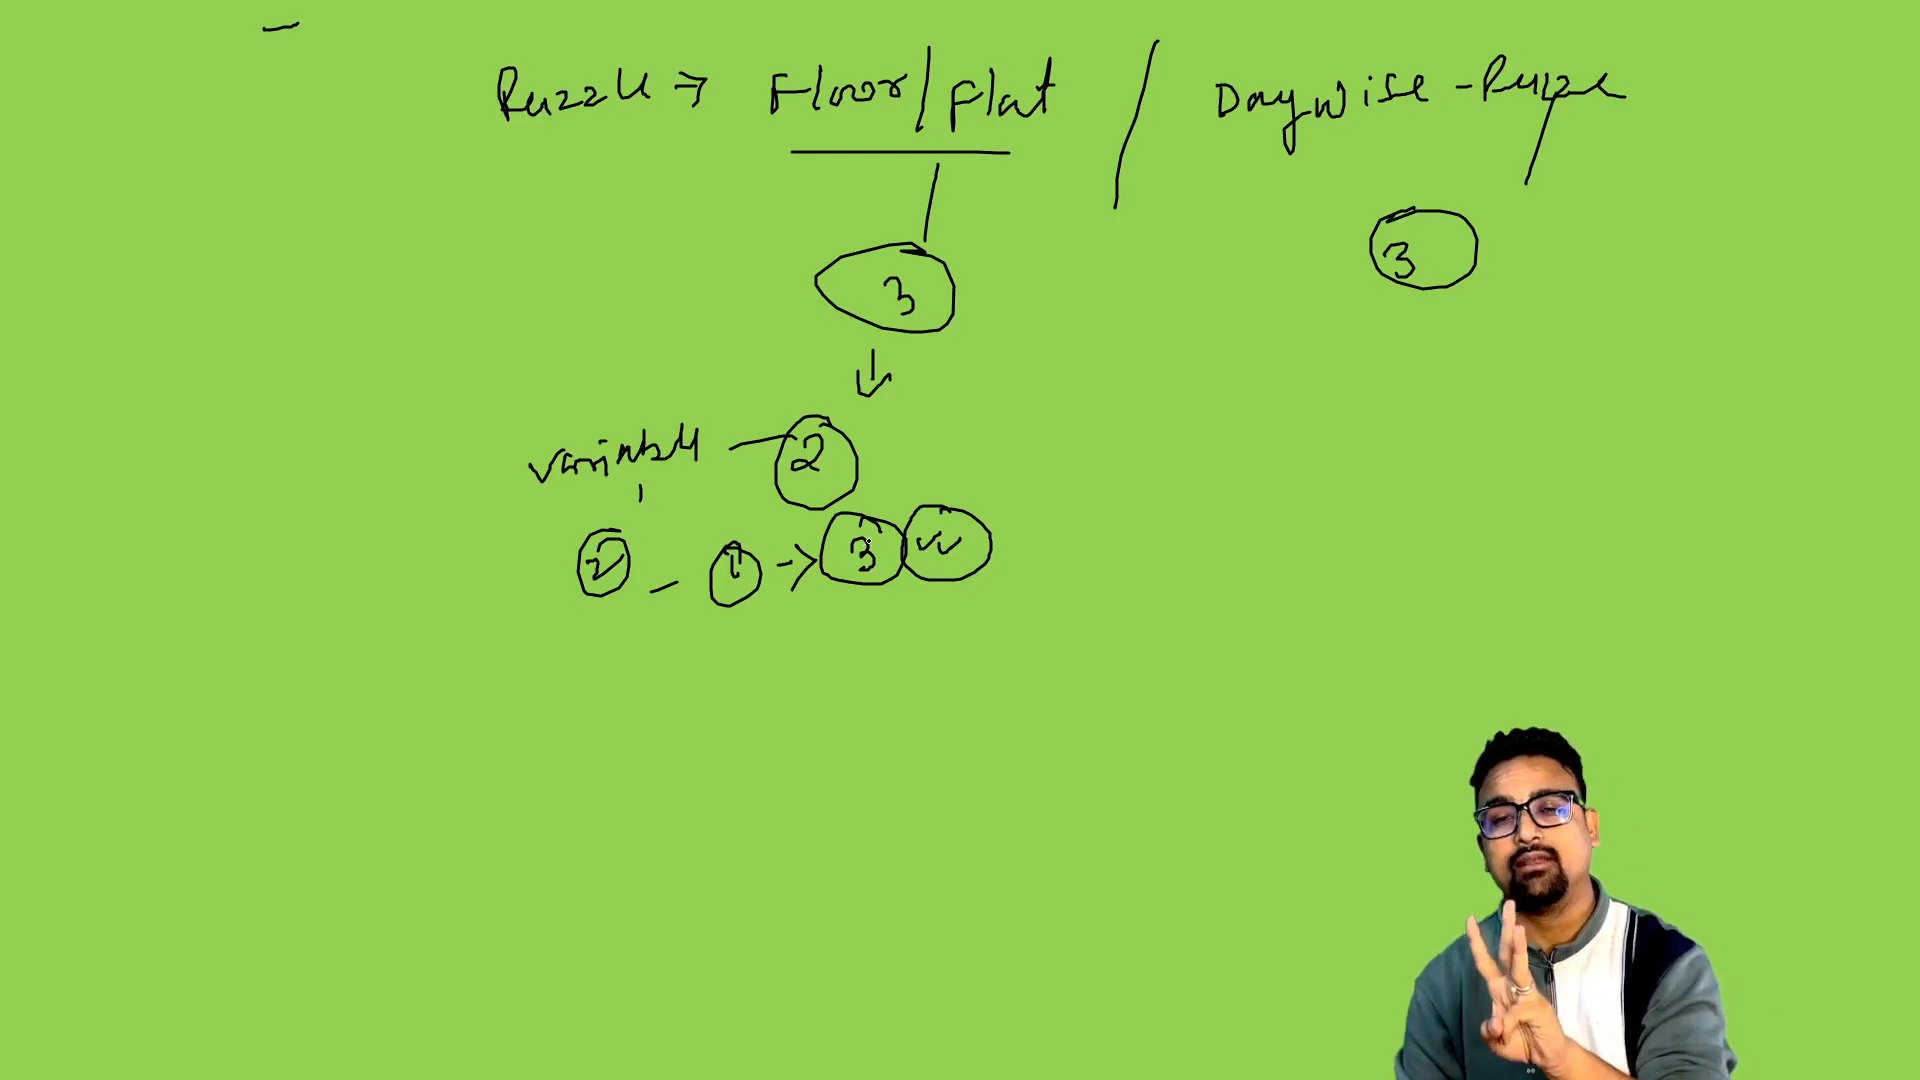 Puzzle → Floor/Flat / Daywise - Puzzle
3
3
variable — 2
2 - 1 → 3